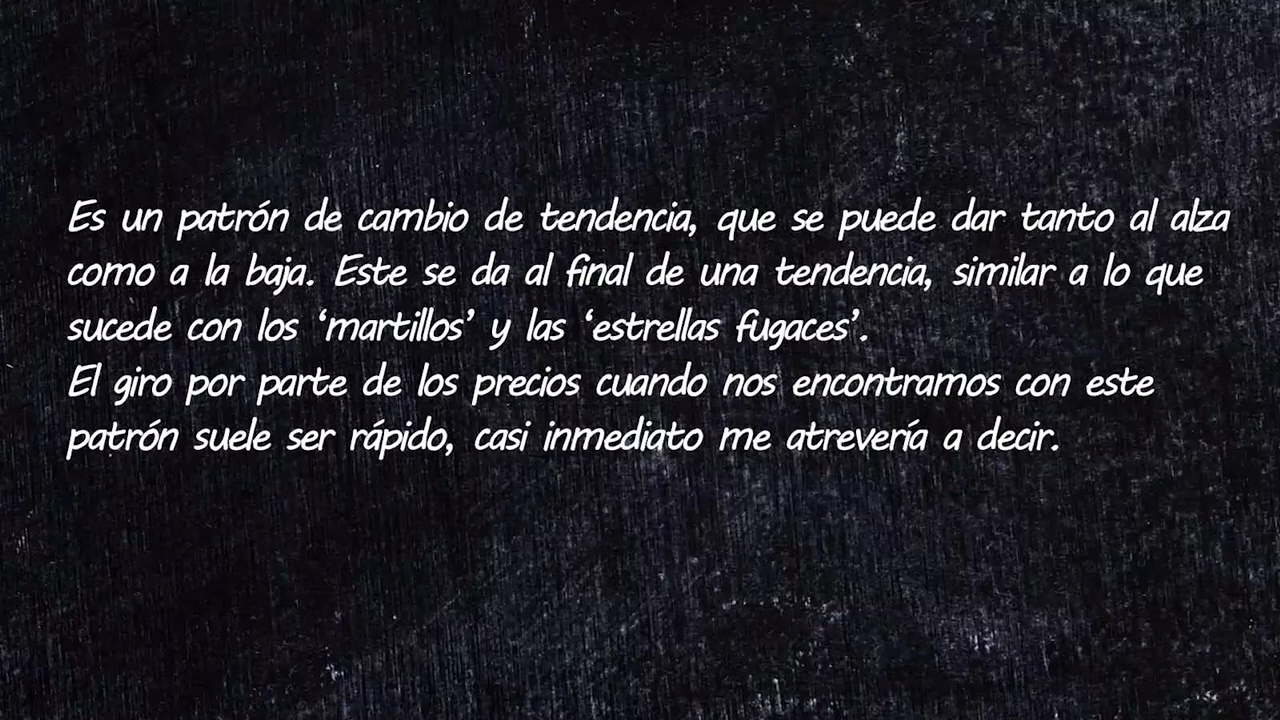 Es un patrón de cambio de tendencia, que se puede dar tanto al alza
como a la baja. Este se da al final de una tendencia, similar a lo que
sucede con los ‘martillos’ y las ‘estrellas fugaces’.
El giro por parte de los precios cuando nos encontramos con este
patrón suele ser rápido, casi inmediato me atrevería a decir.